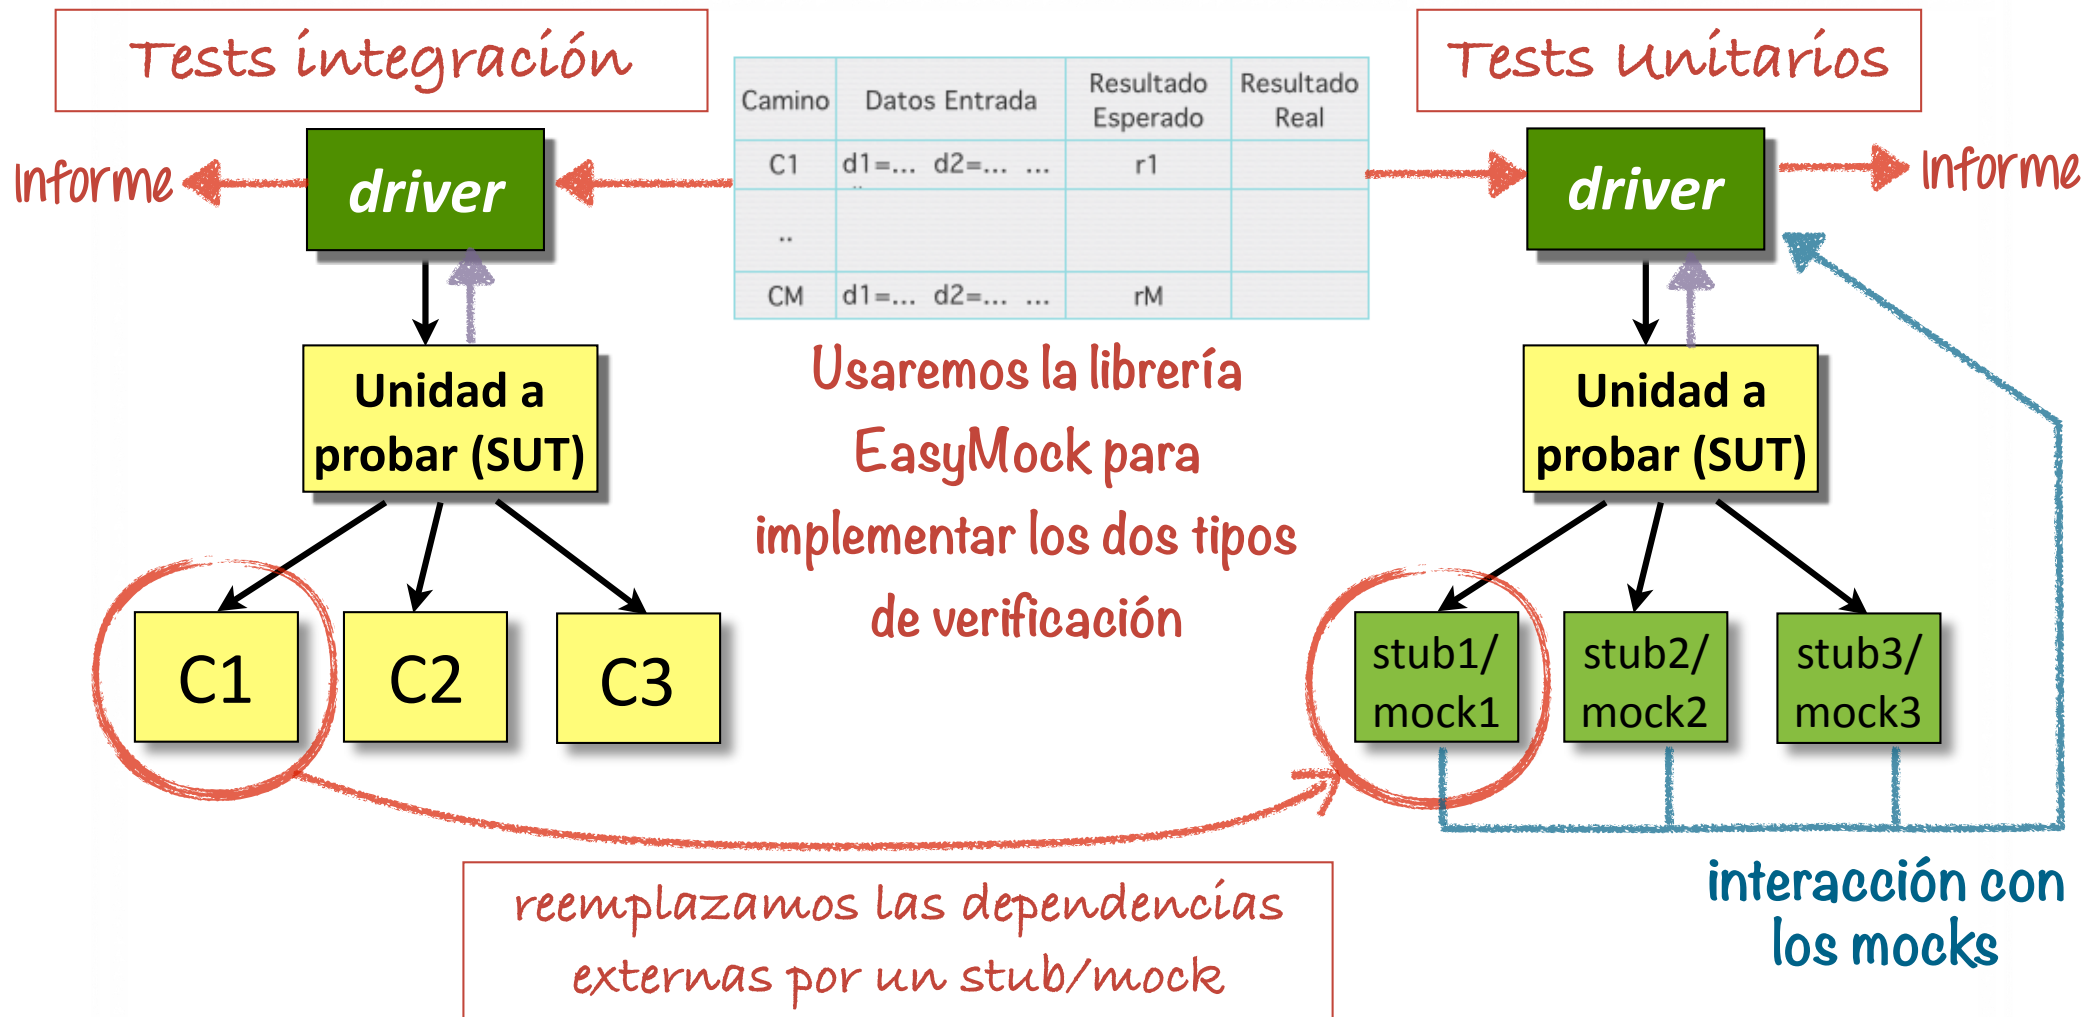 Tests integración
Tests Unitarios
Camino Datos Entrada Resultado Esperado Resultado Real
C1 d1=... d2=... ... r1
..
CM d1=... d2=... ... rM
Informe
driver
driver
Informe
Unidad a
probar (SUT)
Usaremos la librería
EasyMock para
implementar los dos tipos
de verificación
Unidad a
probar (SUT)
C1
C2
C3
stub1/
mock1
stub2/
mock2
stub3/
mock3
reemplazamos las dependencias
externas por un stub/mock
interacción con
los mocks